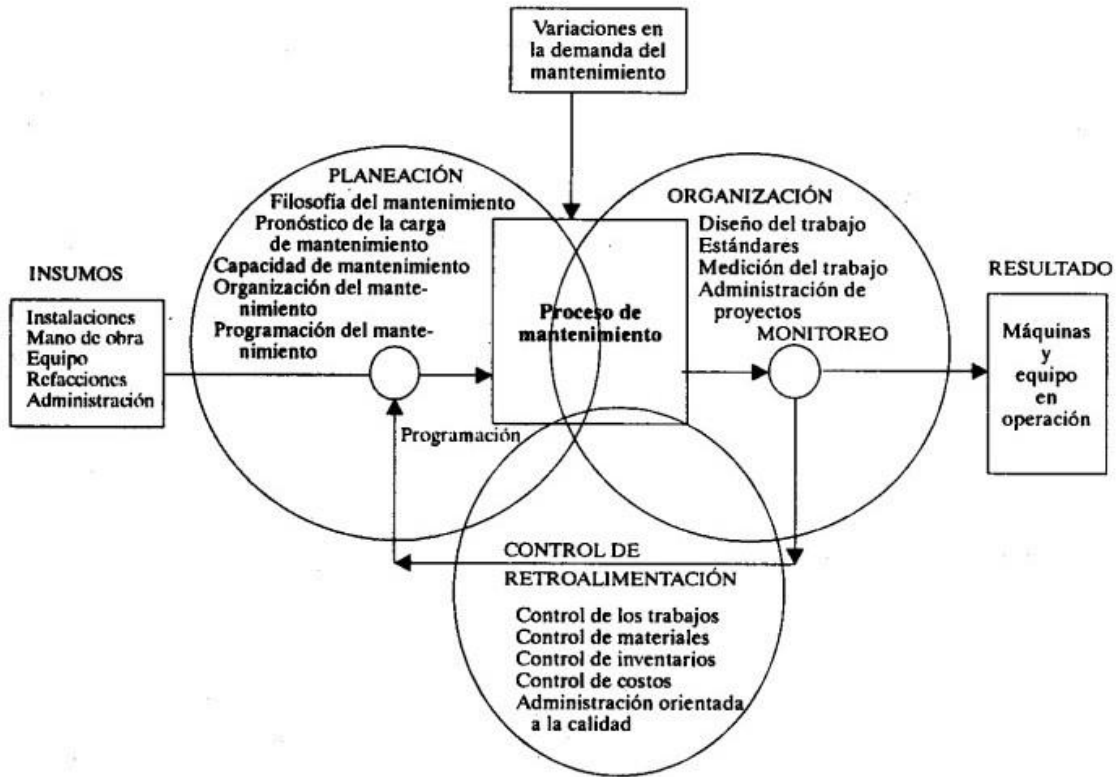 Variaciones en
la demanda del
mantenimiento
PLANEACIÓN
Filosofía del mantenimiento
Pronóstico de la carga
de mantenimiento
Capacidad de mantenimiento
Organización del mante-
nimiento
Programación del mante-
nimiento
ORGANIZACIÓN
Diseño del trabajo
Estándares
Medición del trabajo
Administración de
proyectos
MONITOREO
INSUMOS
Instalaciones
Mano de obra
Equipo
Refacciones
Administración
Proceso de
mantenimiento
RESULTADO
Máquinas
y
equipo
en
operación
Programación
CONTROL DE
RETROALIMENTACIÓN
Control de los trabajos
Control de materiales
Control de inventarios
Control de costos
Administración orientada
a la calidad